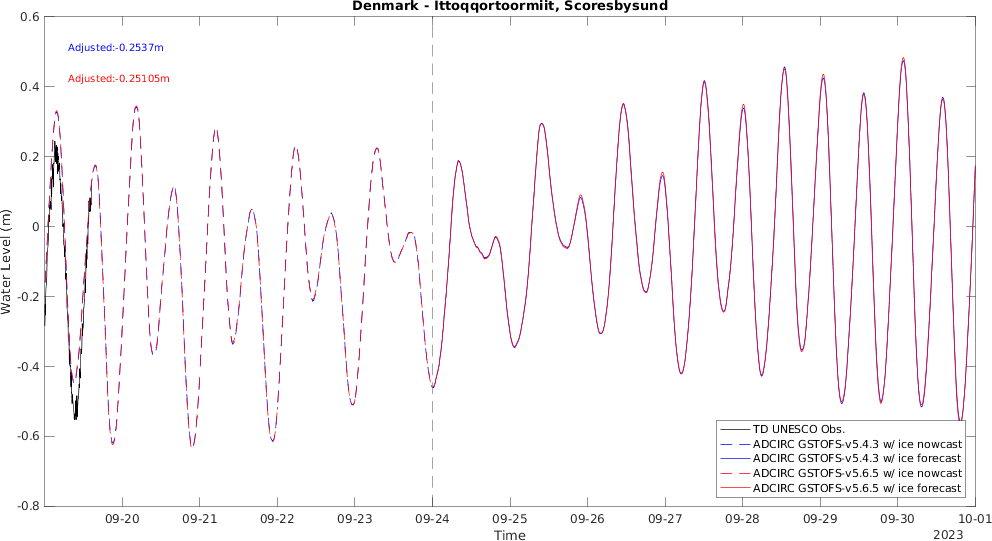 Denmark - Ittoqqortoormiit, Scoresbysund
Adjusted:-0.2537m
Adjusted:-0.25105m
Water Level (m)
0.6
0.4
0.2
0
-0.2
-0.4
-0.6
-0.8
TD UNESCO Obs.
ADCIRC GSTOFS-v5.4.3 w/ ice nowcast
ADCIRC GSTOFS-v5.4.3 w/ ice forecast
ADCIRC GSTOFS-v5.6.5 w/ ice nowcast
ADCIRC GSTOFS-v5.6.5 w/ ice forecast
09-20 09-21 09-22 09-23 09-24 09-25 09-26 09-27 09-28 09-29 09-30 10-01
Time
2023